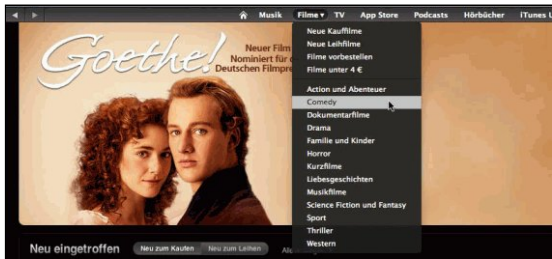 Musik Filme ▾ TV App Store Podcasts Hörbücher iTunes U
Goethe!
Neuer Film
Nominiert für
Deutschen Filmpre
Neue Kauffilme
Neue Leihfilme
Filme vorbestellen
Filme unter 4 €
Action und Abenteuer
Comedy
Dokumentarfilme
Drama
Familie und Kinder
Horror
Kurzfilme
Liebesgeschichten
Musikfilme
Science Fiction und Fantasy
Sport
Thriller
Western
Neu eingetroffen Neu zum Kaufen Neu zum Leihen